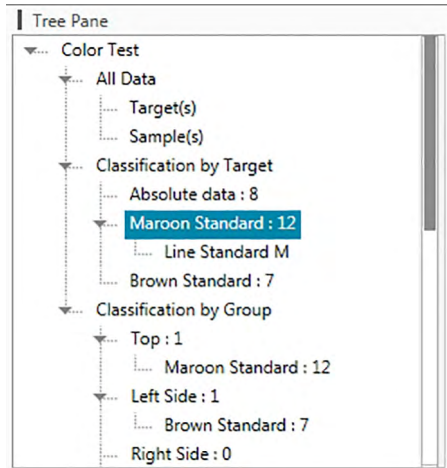 Tree Pane
Color Test
All Data
Target(s)
Sample(s)
Classification by Target
Absolute data : 8
Maroon Standard : 12
Line Standard M
Brown Standard : 7
Classification by Group
Top : 1
Maroon Standard : 12
Left Side : 1
Brown Standard : 7
Right Side : 0